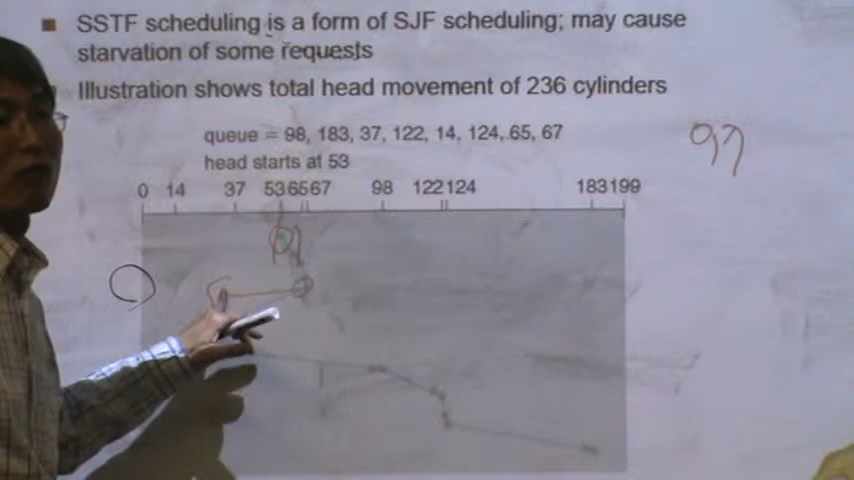 SSTF scheduling is a form of SJF scheduling; may cause
starvation of some requests
Illustration shows total head movement of 236 cylinders
queue = 98, 183, 37, 122, 14, 124, 65, 67
head starts at 53
0 14 37 53 65 67 98 122 124 183 199